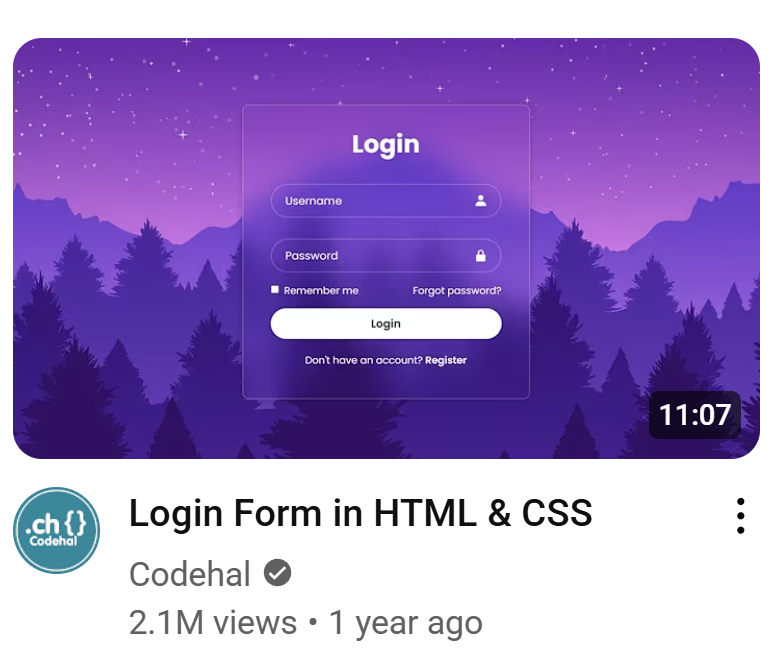 Login
Username
Password
Remember me Forgot password?
Login
Don't have an account? Register
11:07
.ch {}
Codehal
Login Form in HTML & CSS
Codehal
2.1M views • 1 year ago